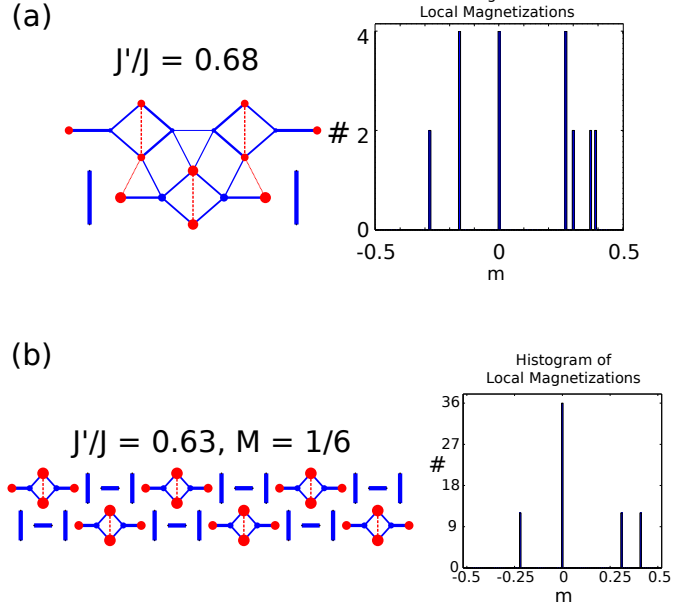 (a)
J'/J = 0.68
Local Magnetizations
4
#
2
0
-0.5
0
0.5
m
(b)
J'/J = 0.63, M = 1/6
Histogram of
Local Magnetizations
36
27
#
18
9
0
-0.5
-0.25
0
0.25
0.5
m